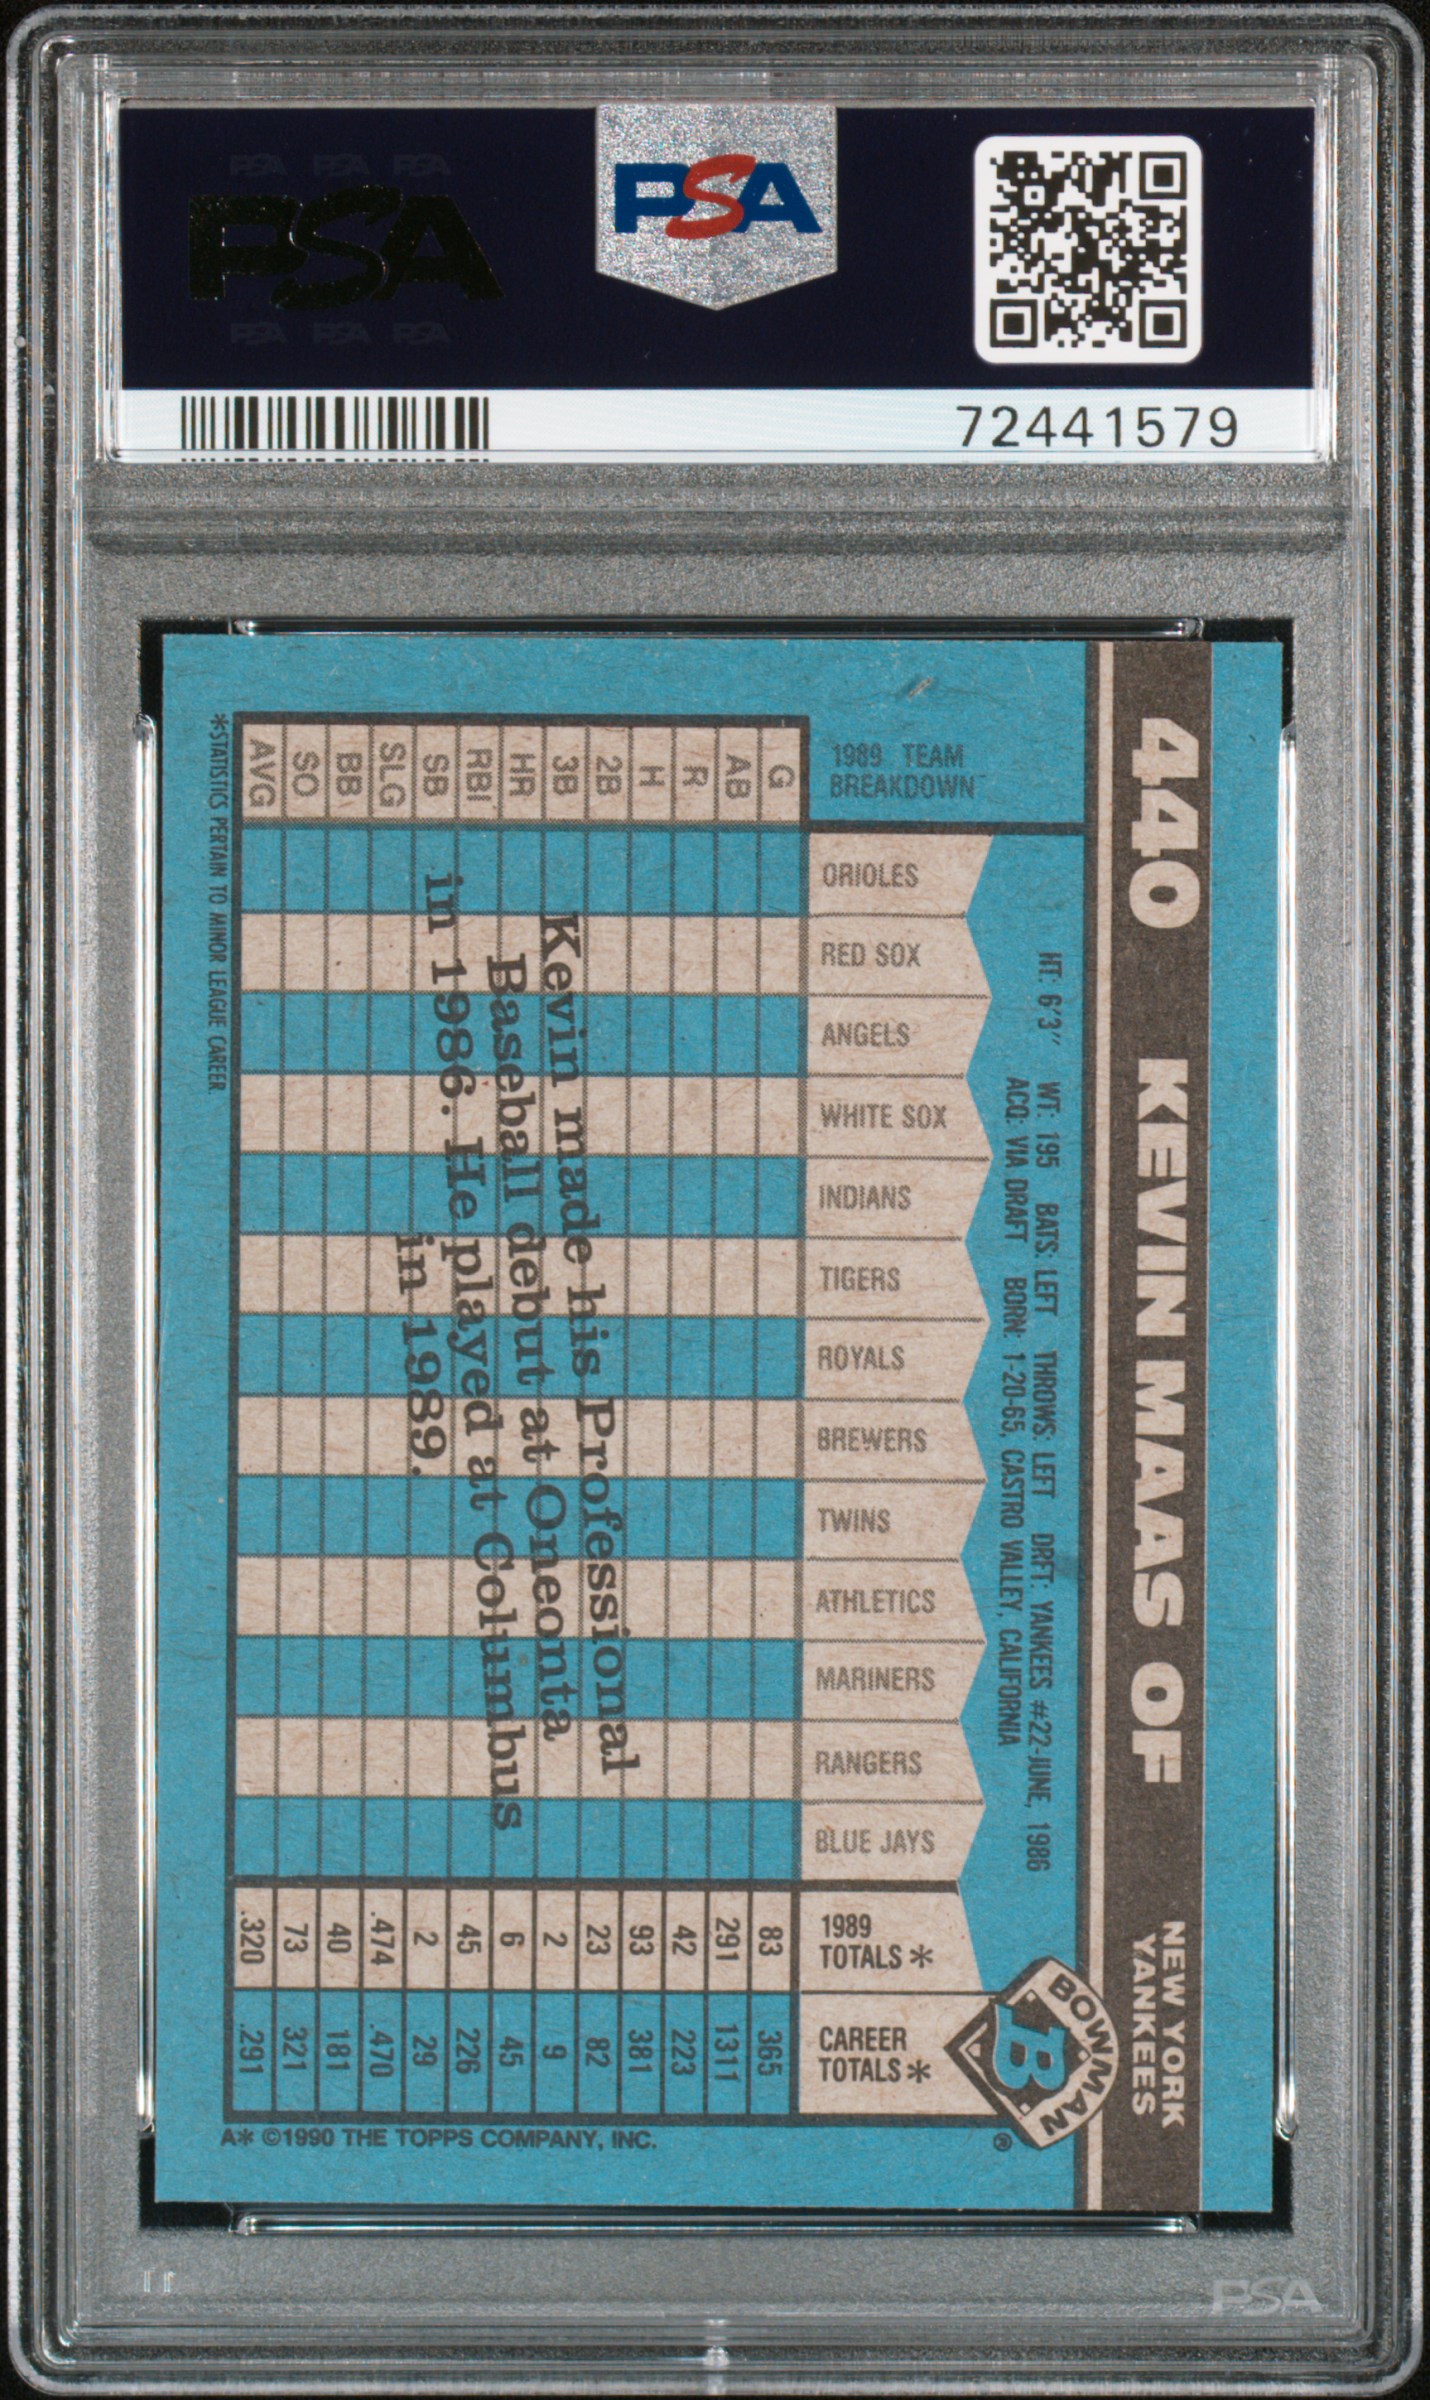 PSA PSA PSA
PSA
PSA PSA PSA
PSA
72441579
440 KEVIN MAAS OF
NEW YORK
YANKEES
HT: 6'3" WT: 195 BATS: LEFT THROWS: LEFT DRFT: YANKEES #22-JUNE, 1986
ACQ: VIA DRAFT BORN: 1-20-65, CASTRO VALLEY, CALIFORNIA
BOWMAN
B
®
1989 TEAM
BREAKDOWN
G AB R H 2B 3B HR RBI SB SLG BB SO AVG
ORIOLES
RED SOX
ANGELS
WHITE SOX
INDIANS
TIGERS
ROYALS
BREWERS
TWINS
ATHLETICS
MARINERS
RANGERS
BLUE JAYS
1989
TOTALS* 83 291 42 93 23 2 6 45 2 .474 40 73 .320
CAREER
TOTALS* 365 1311 223 381 82 9 45 226 29 .470 181 321 .291
Kevin made his Professional
Baseball debut at Oneonta
in 1986. He played at Columbus
in 1989.
*STATISTICS PERTAIN TO MINOR LEAGUE CAREER.
A* ©1990 THE TOPPS COMPANY, INC.
PSA